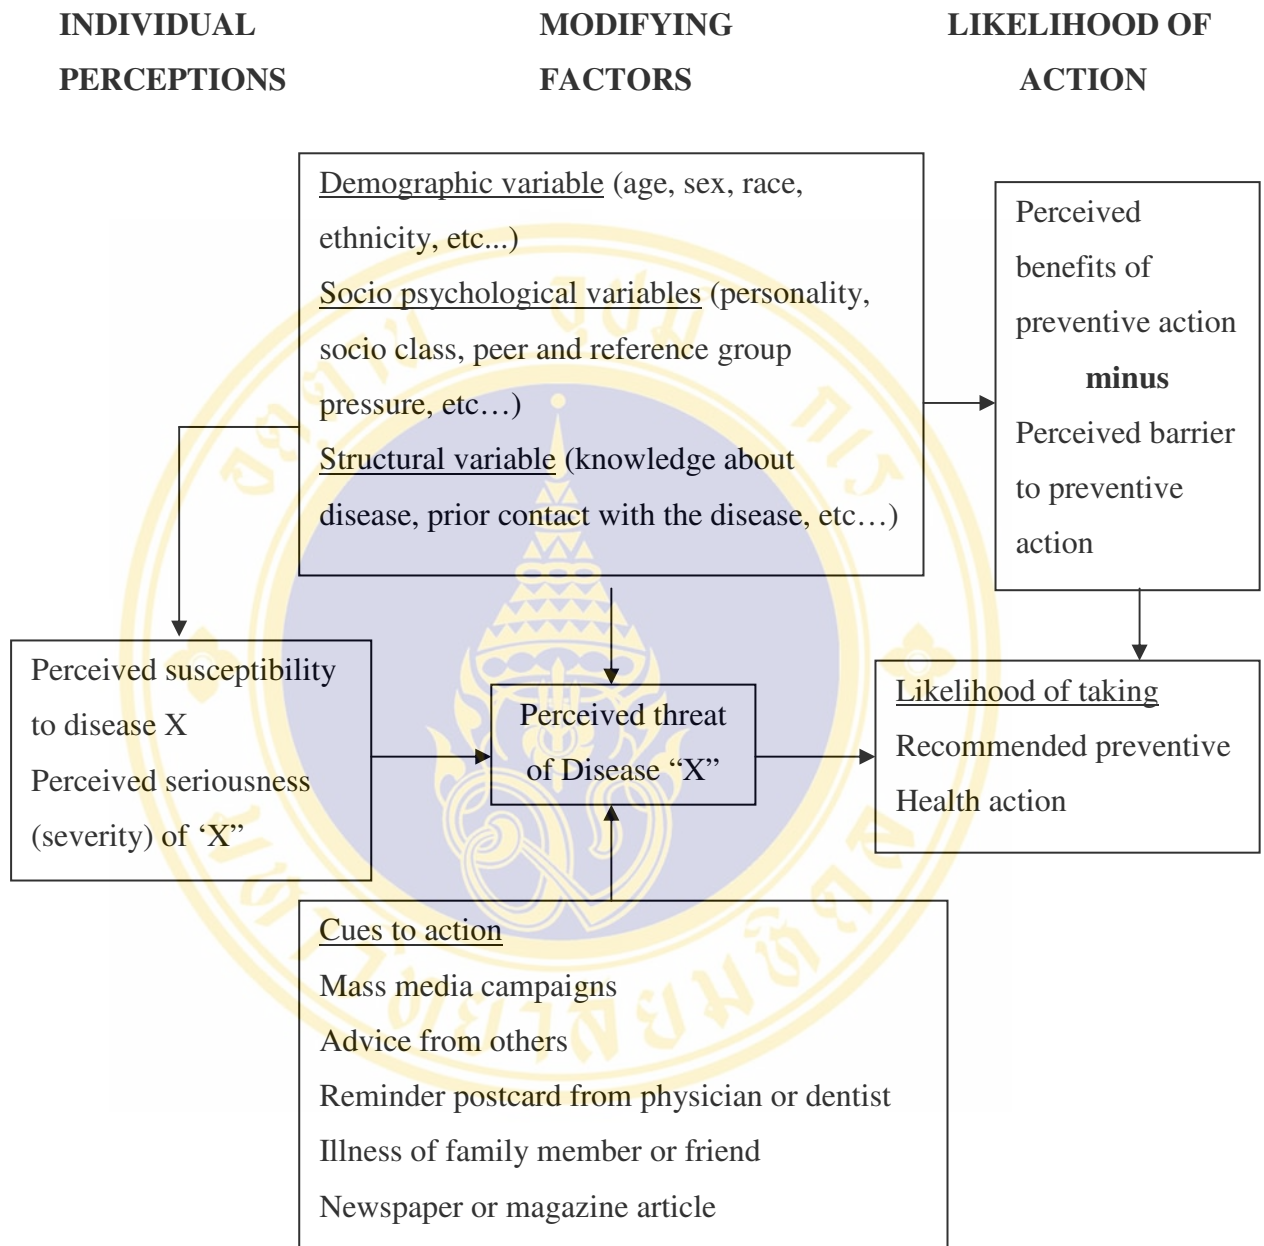 INDIVIDUAL
PERCEPTIONS
MODIFYING
FACTORS
LIKELIHOOD OF
ACTION
Demographic variable (age, sex, race,
ethnicity, etc...)
Socio psychological variables (personality,
socio class, peer and reference group
pressure, etc…)
Structural variable (knowledge about
disease, prior contact with the disease, etc…)
Perceived
benefits of
preventive action
minus
Perceived barrier
to preventive
action
Perceived susceptibility
to disease X
Perceived seriousness
(severity) of ‘X”
Perceived threat
of Disease “X”
Likelihood of taking
Recommended preventive
Health action
Cues to action
Mass media campaigns
Advice from others
Reminder postcard from physician or dentist
Illness of family member or friend
Newspaper or magazine article